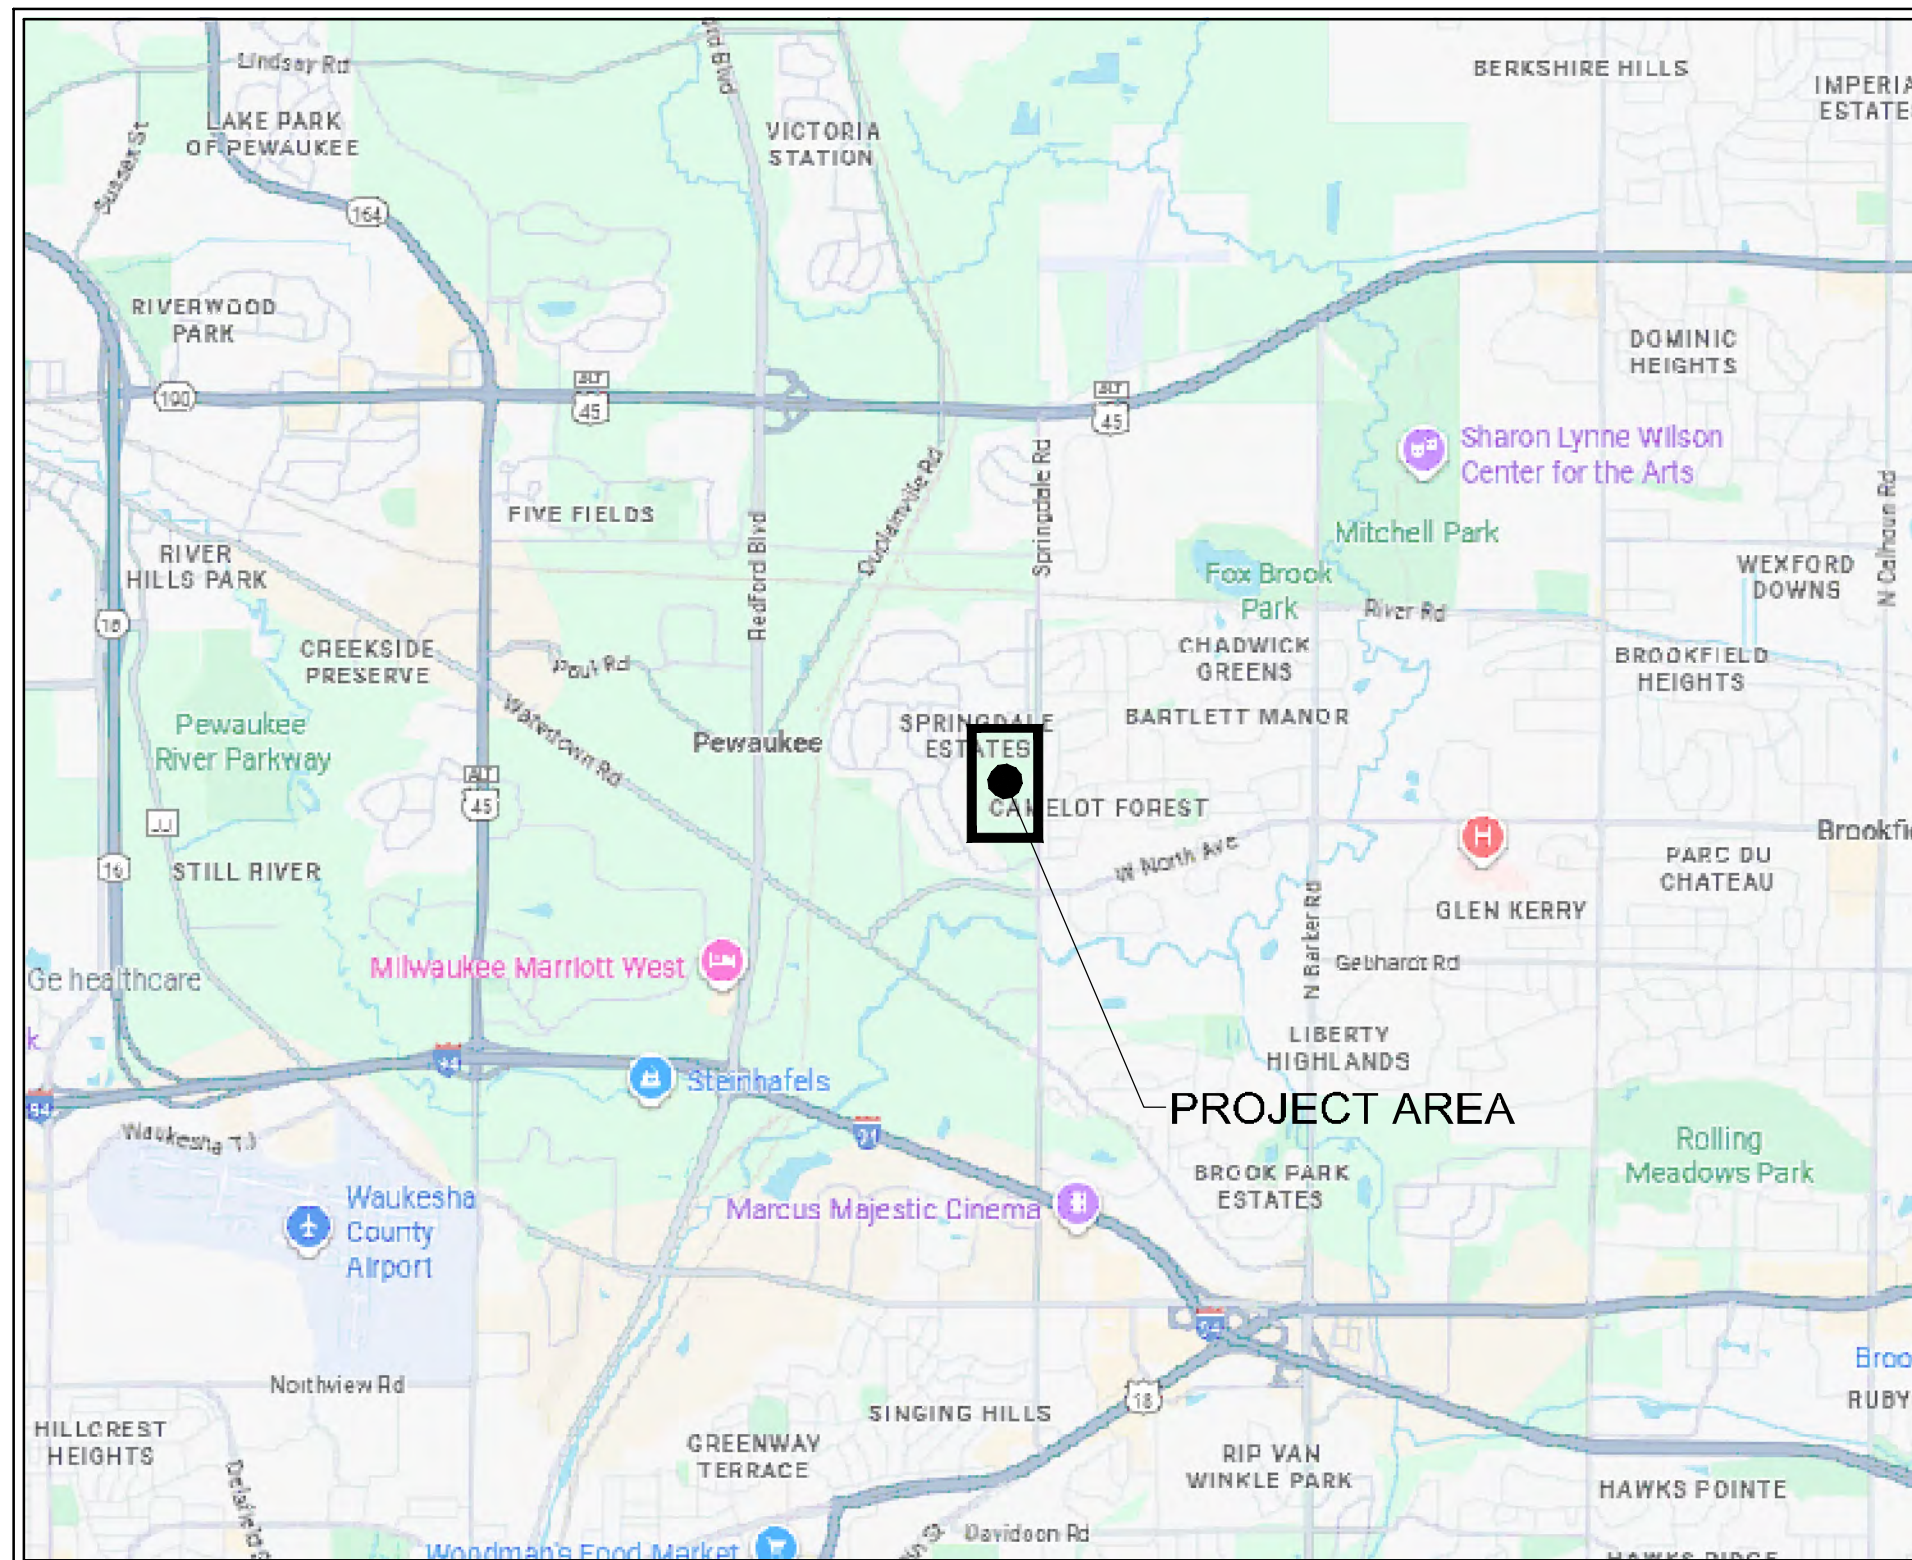 Lindsay Rd
BERKSHIRE HILLS
IMPERIA
ESTATE
LAKE PARK
OF PEWAUKEE
VICTORIA
STATION
Sussex St
164
RIVERWOOD
PARK
DOMINIC
HEIGHTS
190
ALT
45
ALT
45
Sharon Lynne Wilson
Center for the Arts
Duplainville Rd
Springdale Rd
N Calhoun Rd
FIVE FIELDS
Redford Blvd
Mitchell Park
RIVER
HILLS PARK
Fox Brook
Park
WEXFORD
DOWNS
River Rd
16
CREEKSIDE
PRESERVE
CHADWICK
GREENS
BROOKFIELD
HEIGHTS
Watertown Rd
Pewaukee
River Parkway
Pewaukee
SPRINGDALE
ESTATES
BARTLETT MANOR
ALT
45
JJ
CAMELOT FOREST
W North Ave
Brookfi
16
STILL RIVER
PARC DU
CHATEAU
H
GLEN KERRY
N Barker Rd
Gebhardt Rd
Ge healthcare
Milwaukee Marriott West
k
LIBERTY
HIGHLANDS
94
Steinhafels
94
PROJECT AREA
94
Rolling
Meadows Park
BROOK PARK
ESTATES
Waukesha
County
Airport
Marcus Majestic Cinema
94
Northview Rd
18
Broo
RUBY
HILLCREST
HEIGHTS
SINGING HILLS
GREENWAY
TERRACE
RIP VAN
WINKLE PARK
HAWKS POINTE
Davidson Rd
Woodman's Food Market
HAWKS RIDGE